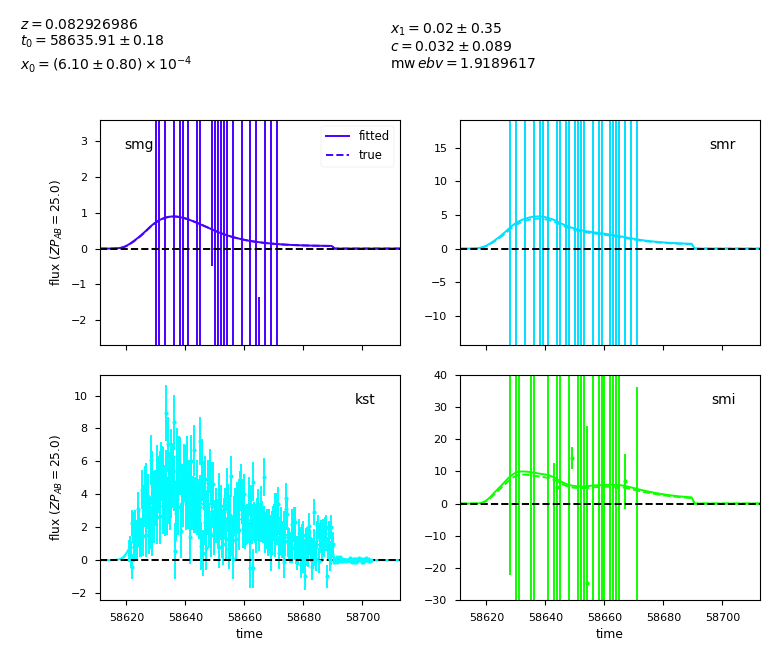 z = 0.082926986
t₀ = 58635.91 ± 0.18
x₀ = (6.10 ± 0.80) × 10⁻⁴
x₁ = 0.02 ± 0.35
c = 0.032 ± 0.089
mw ebv = 1.9189617
smg
fitted
true
3
2
1
0
−1
−2
flux (ZP_AB = 25.0)
smr
15
10
5
0
−5
−10
kst
10
8
6
4
2
0
−2
flux (ZP_AB = 25.0)
58620 58640 58660 58680 58700
time
smi
40
30
20
10
0
−10
−20
−30
58620 58640 58660 58680 58700
time